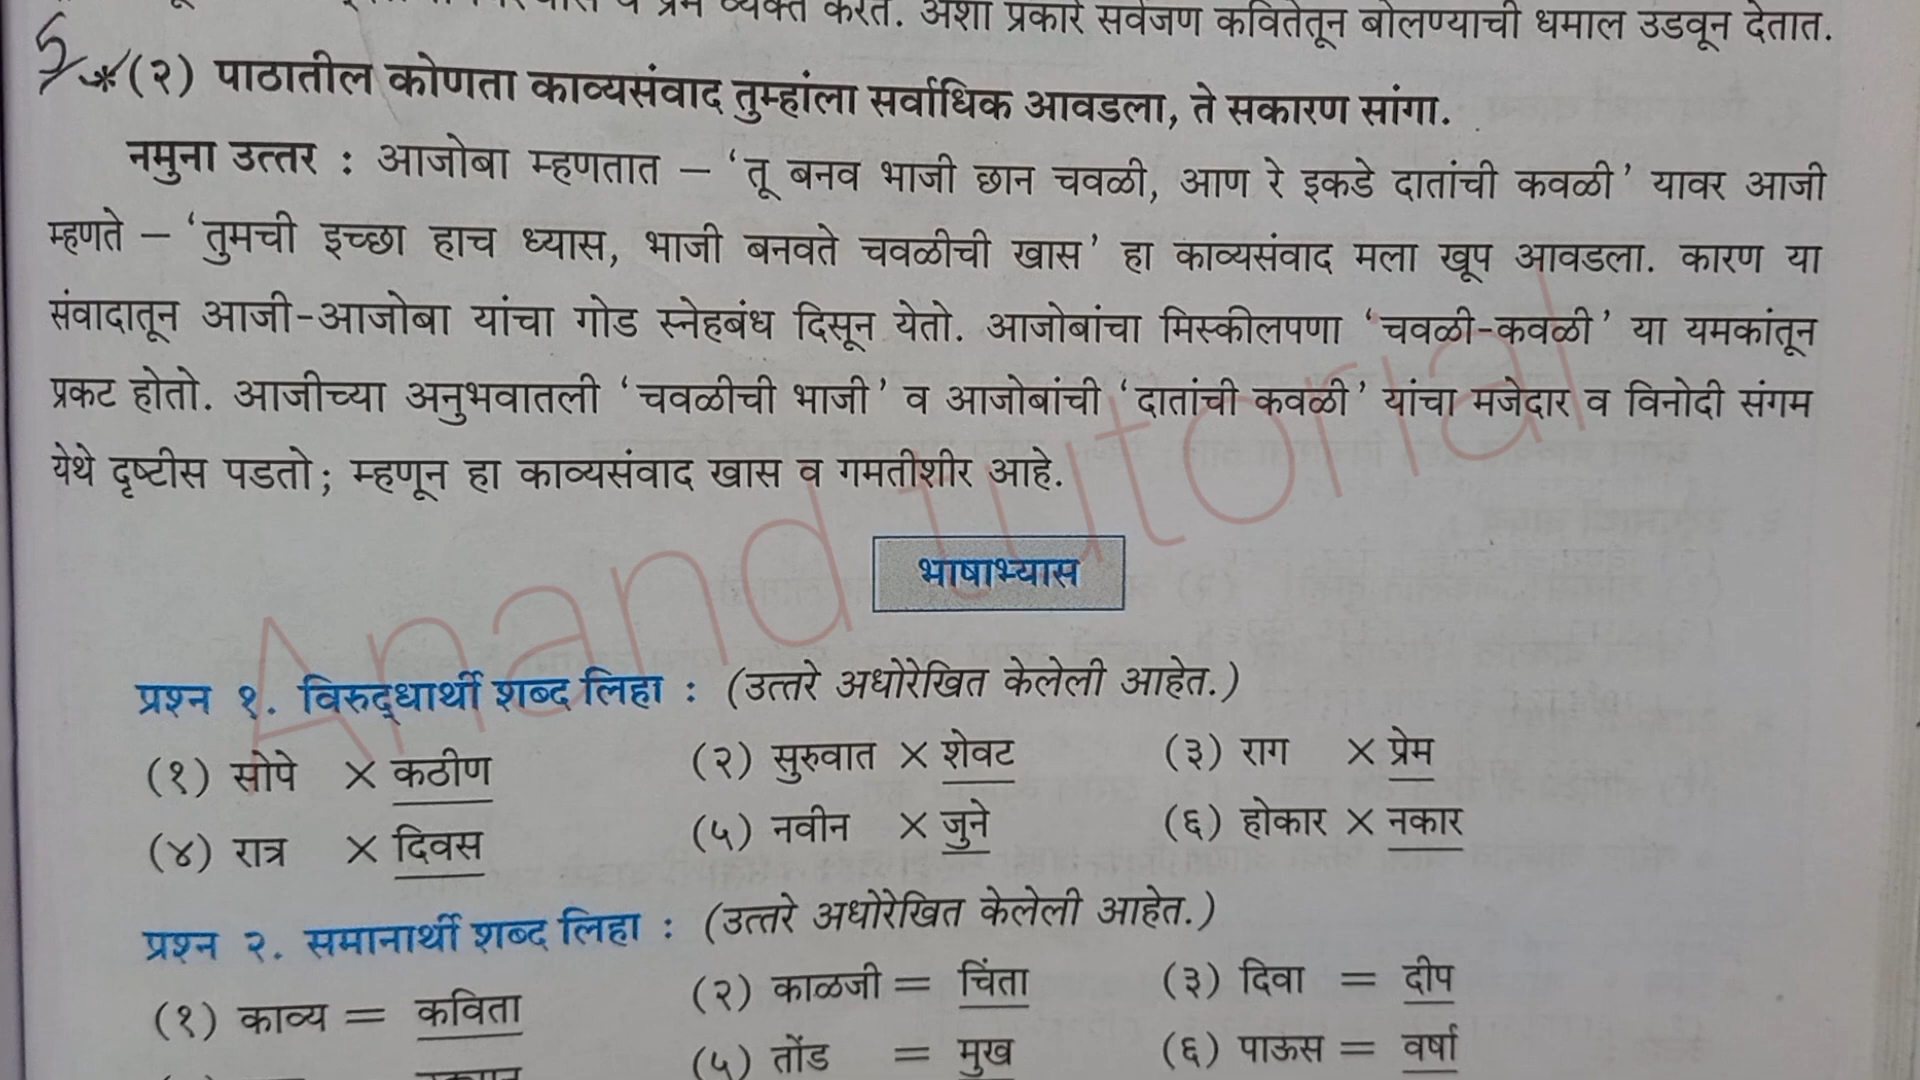 व्यक्त करतं. अशा प्रकारे सर्वजण कवितेतून बोलण्याची धमाल उडवून देतात.
5 *(२) पाठातील कोणता काव्यसंवाद तुम्हांला सर्वाधिक आवडला, ते सकारण सांगा.
नमुना उत्तर : आजोबा म्हणतात – ‘तू बनव भाजी छान चवळी, आण रे इकडे दातांची कवळी’ यावर आजी
म्हणते – ‘तुमची इच्छा हाच ध्यास, भाजी बनवते चवळीची खास’ हा काव्यसंवाद मला खूप आवडला. कारण या
संवादातून आजी-आजोबा यांचा गोड स्नेहबंध दिसून येतो. आजोबांचा मिस्कीलपणा ‘चवळी-कवळी’ या यमकांतून
प्रकट होतो. आजीच्या अनुभवातली ‘चवळीची भाजी’ व आजोबांची ‘दातांची कवळी’ यांचा मजेदार व विनोदी संगम
येथे दृष्टीस पडतो; म्हणून हा काव्यसंवाद खास व गमतीशीर आहे.
Anand tutorial
भाषाभ्यास
प्रश्न १. विरुद्धार्थी शब्द लिहा : (उत्तरे अधोरेखित केलेली आहेत.)
(१) सोपे × कठीण (२) सुरुवात × शेवट (३) राग × प्रेम
(४) रात्र × दिवस (५) नवीन × जुने (६) होकार × नकार
प्रश्न २. समानार्थी शब्द लिहा : (उत्तरे अधोरेखित केलेली आहेत.)
(१) काव्य = कविता (२) काळजी = चिंता (३) दिवा = दीप
(५) तोंड = मुख (६) पाऊस = वर्षा